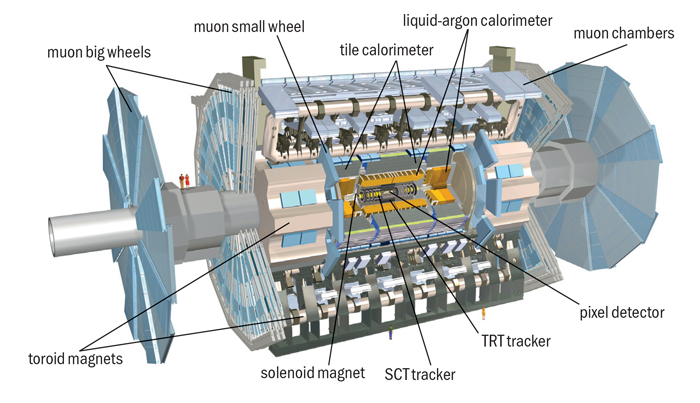 liquid-argon calorimeter
muon small wheel
muon chambers
tile calorimeter
muon big wheels
pixel detector
TRT tracker
toroid magnets
solenoid magnet
SCT tracker